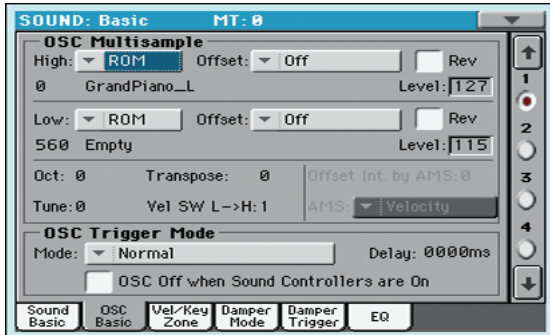 SOUND: Basic MT: 0
OSC Multisample
High: ROM Offset: Off Rev
0 GrandPiano_L Level: 127
1
Low: ROM Offset: Off Rev
2
560 Empty Level: 115
Oct: 0 Transpose: 0 Offset Int. by AMS: 0
3
Tune: 0 Vel SW L->H: 1 AMS: Velocity
OSC Trigger Mode
4
Mode: Normal Delay: 0000ms
OSC Off when Sound Controllers are On
Sound Basic OSC Basic Vel/Key Zone Damper Mode Damper Trigger EQ